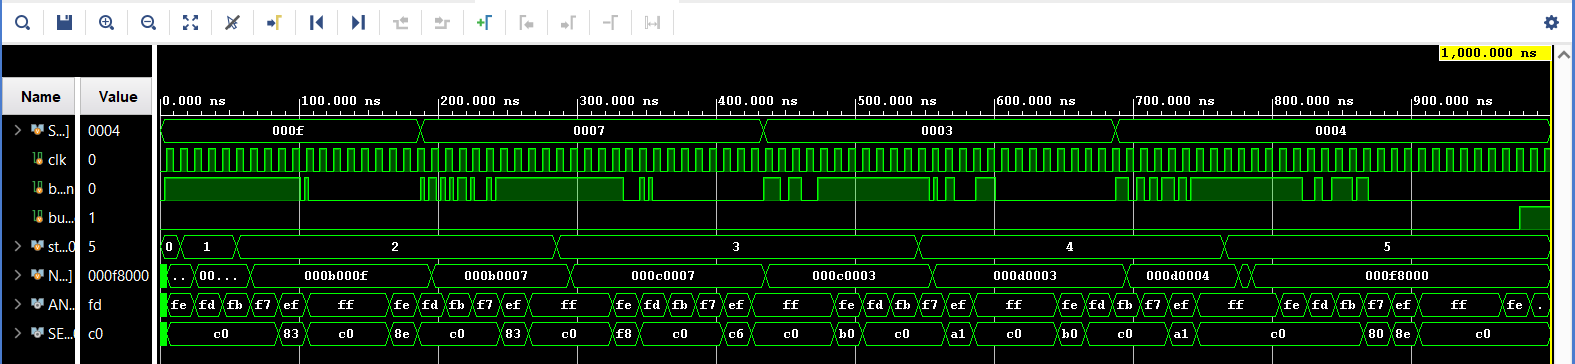 1,000.000 ns
Name Value
0.000 ns 100.000 ns 200.000 ns 300.000 ns 400.000 ns 500.000 ns 600.000 ns 700.000 ns 800.000 ns 900.000 ns
S...] 0004 000f 0007 0003 0004
clk 0
b...n 0
bu... 1
st...0 5 0 1 2 3 4 5
N...] 000f8000 .. 00... 000b000f 000b0007 000c0007 000c0003 000d0003 000d0004 000f8000
AN... fd fe fd fb f7 ef ff fe fd fb f7 ef ff fe fd fb f7 ef ff fe fd fb f7 ef ff fe fd fb f7 ef ff fe fd fb f7 ef ff fe .
SE... c0 c0 83 c0 8e c0 83 c0 f8 c0 c6 c0 b0 c0 a1 c0 b0 c0 a1 c0 80 8e c0